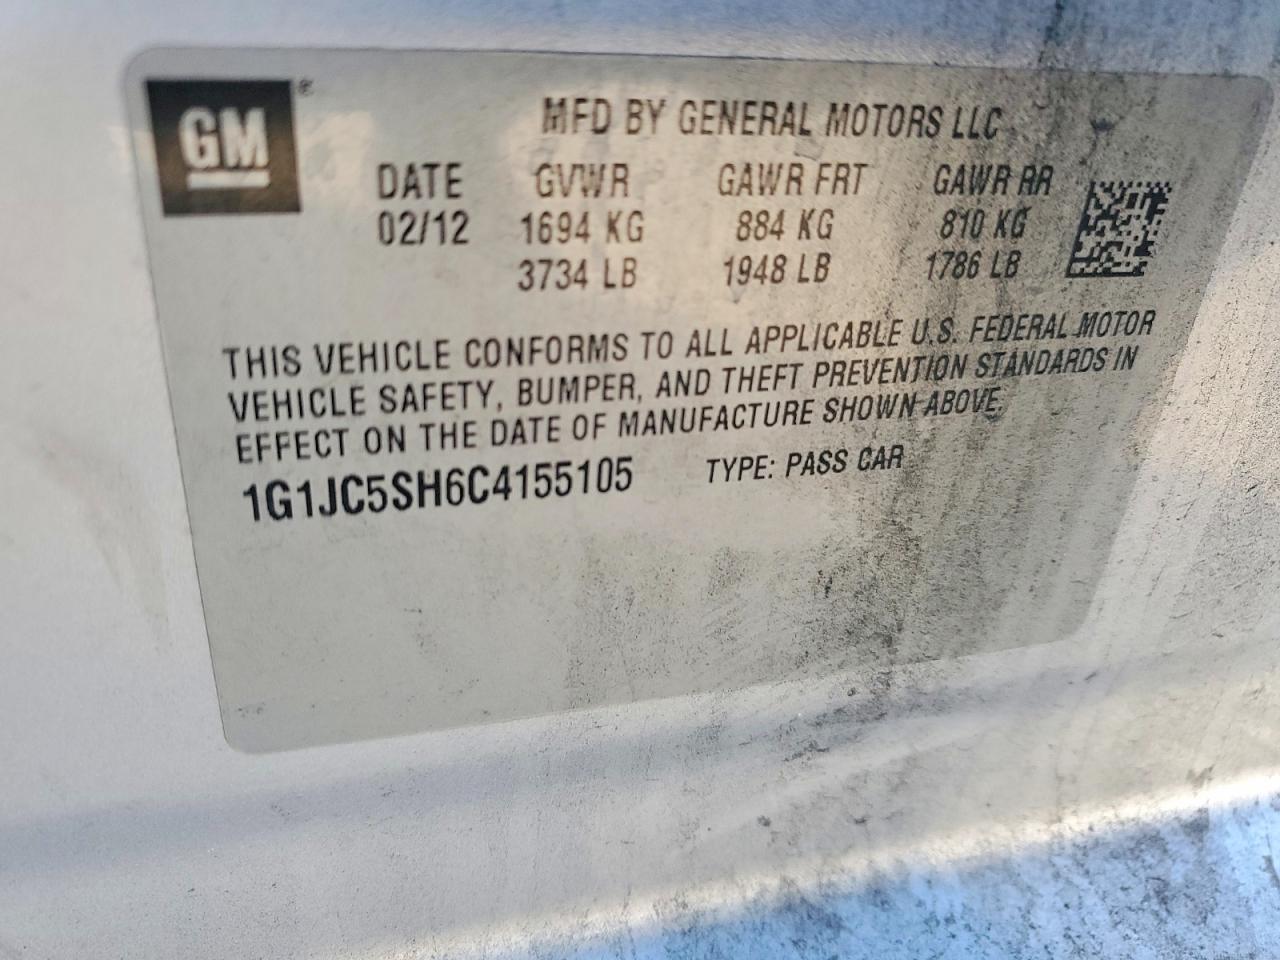 GM®
MFD BY GENERAL MOTORS LLC
DATE GVWR GAWR FRT GAWR RR
02/12 1694 KG 884 KG 810 KG
3734 LB 1948 LB 1786 LB
THIS VEHICLE CONFORMS TO ALL APPLICABLE U.S. FEDERAL MOTOR
VEHICLE SAFETY, BUMPER, AND THEFT PREVENTION STANDARDS IN
EFFECT ON THE DATE OF MANUFACTURE SHOWN ABOVE.
1G1JC5SH6C4155105 TYPE: PASS CAR